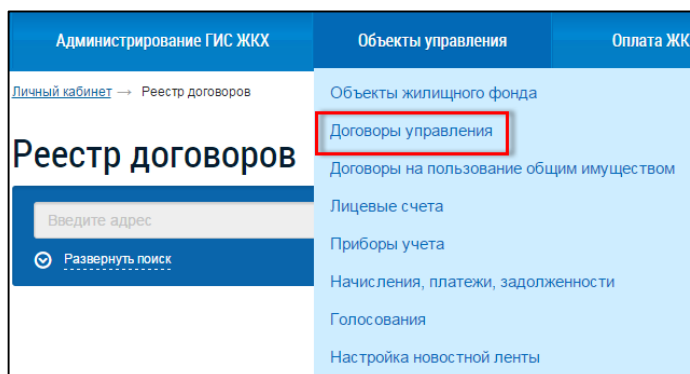 Администрирование ГИС ЖКХ
Объекты управления
Оплата ЖК
Личный кабинет → Реестр договоров
Реестр договоров
Введите адрес
Развернуть поиск
Объекты жилищного фонда
Договоры управления
Договоры на пользование общим имуществом
Лицевые счета
Приборы учета
Начисления, платежи, задолженности
Голосования
Настройка новостной ленты